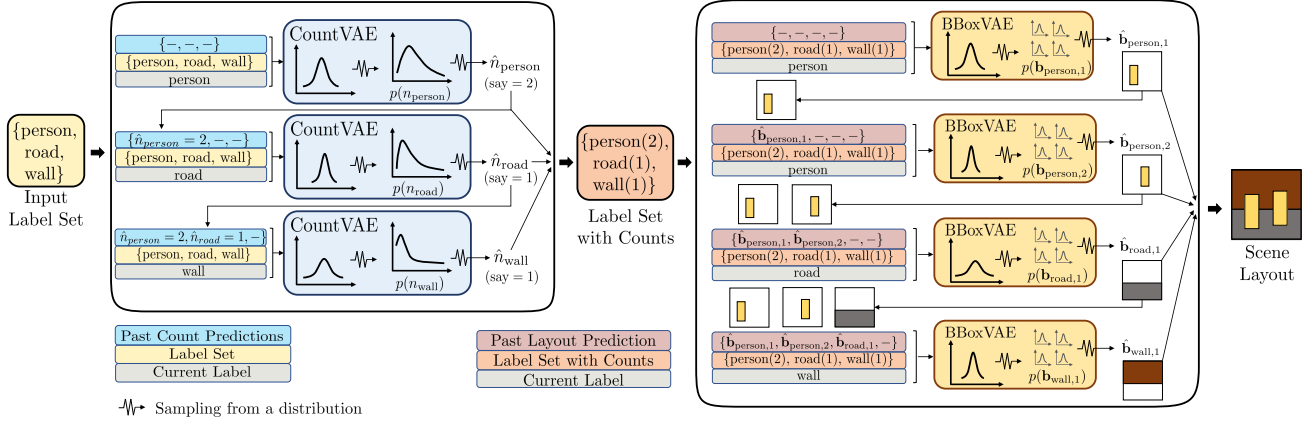 {person,
road,
wall}
Input
Label Set
{−, −, −}
{person, road, wall}
person
CountVAE
p(n_person)
n̂_person
(say = 2)
{n̂_person = 2, −, −}
{person, road, wall}
road
CountVAE
p(n_road)
n̂_road
(say = 1)
{n̂_person = 2, n̂_road = 1, −}
{person, road, wall}
wall
CountVAE
p(n_wall)
n̂_wall
(say = 1)
Past Count Predictions
Label Set
Current Label
Sampling from a distribution
{person(2),
road(1),
wall(1)}
Label Set
with Counts
Past Layout Prediction
Label Set with Counts
Current Label
{−, −, −, −}
{person(2), road(1), wall(1)}
person
BBoxVAE
p(b_person,1)
b̂_person,1
{b̂_person,1, −, −, −}
{person(2), road(1), wall(1)}
person
BBoxVAE
p(b_person,2)
b̂_person,2
{b̂_person,1, b̂_person,2, −, −}
{person(2), road(1), wall(1)}
road
BBoxVAE
p(b_road,1)
b̂_road,1
{b̂_person,1, b̂_person,2, b̂_road,1, −}
{person(2), road(1), wall(1)}
wall
BBoxVAE
p(b_wall,1)
b̂_wall,1
Scene
Layout